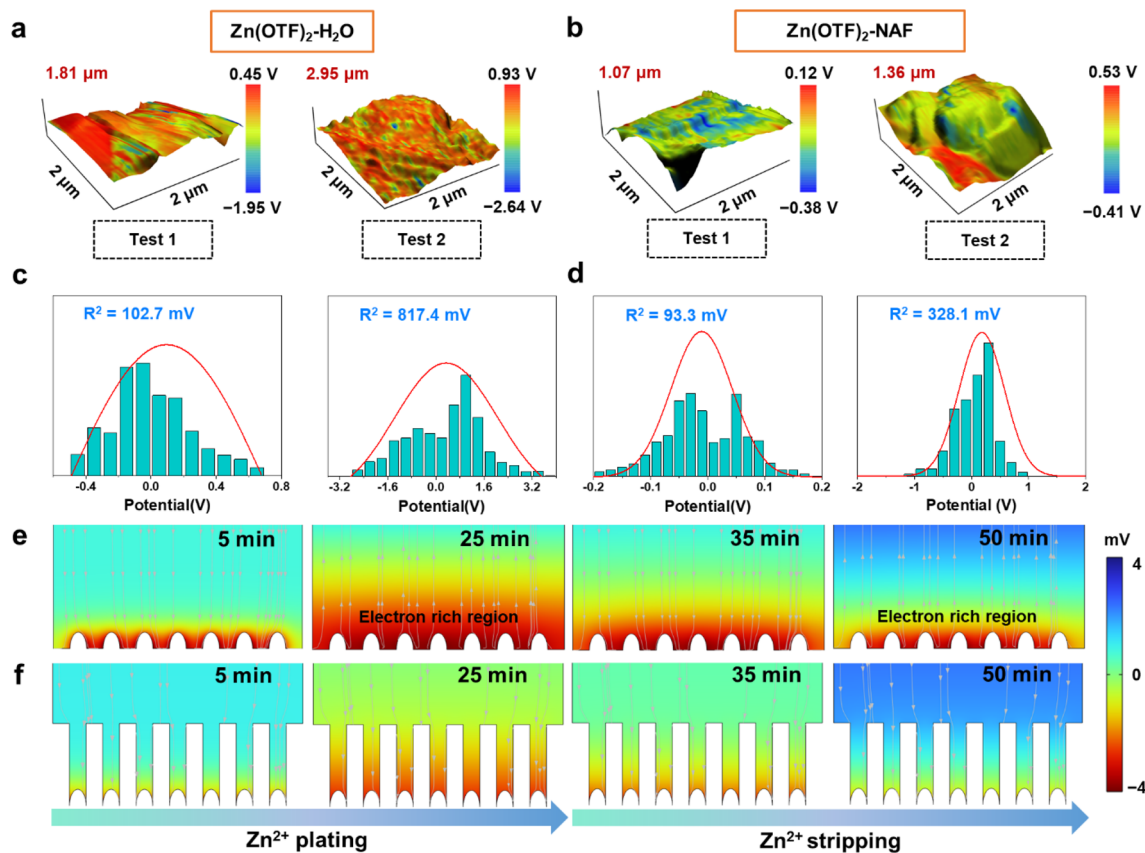 a
Zn(OTF)₂-H₂O
b
Zn(OTF)₂-NAF
1.81 µm
0.45 V
2.95 µm
0.93 V
1.07 µm
0.12 V
1.36 µm
0.53 V
2 µm
2 µm
−1.95 V
2 µm
2 µm
−2.64 V
2 µm
2 µm
−0.38 V
2 µm
2 µm
−0.41 V
Test 1
Test 2
Test 1
Test 2
c
d
R² = 102.7 mV
R² = 817.4 mV
R² = 93.3 mV
R² = 328.1 mV
-0.4 0.0 0.4 0.8
-3.2 -1.6 0.0 1.6 3.2
-0.2 -0.1 0.0 0.1 0.2
-2 -1 0 1 2
Potential(V)
Potential(V)
Potential(V)
Potential (V)
e
5 min
25 min
35 min
50 min
mV
4
Electron rich region
Electron rich region
f
5 min
25 min
35 min
50 min
0
−4
Zn²⁺ plating
Zn²⁺ stripping